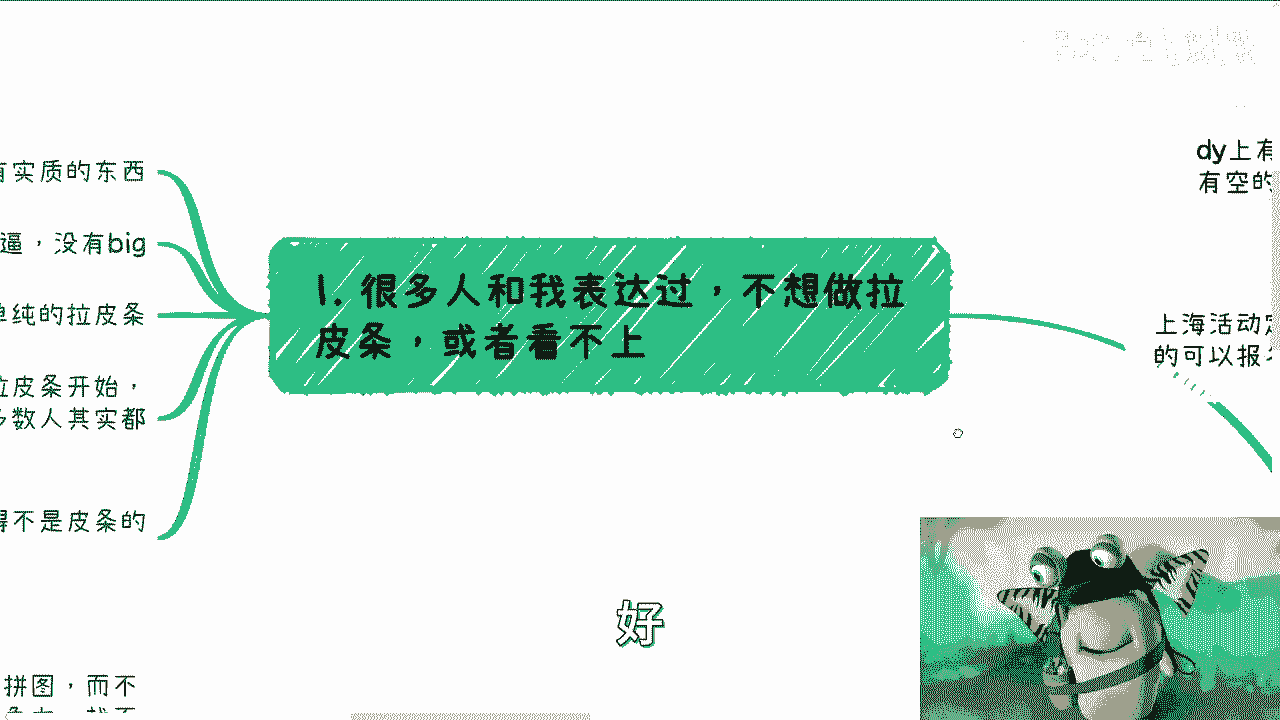 有实质的东西
逼，没有big
单纯的拉皮条
拉皮条开始，
多数人其实都
得不是皮条的
拼图，而不
1. 很多人和我表达过，不想做拉
皮条，或者看不上
dy上有
有空的
上海活动定
的可以报名
好